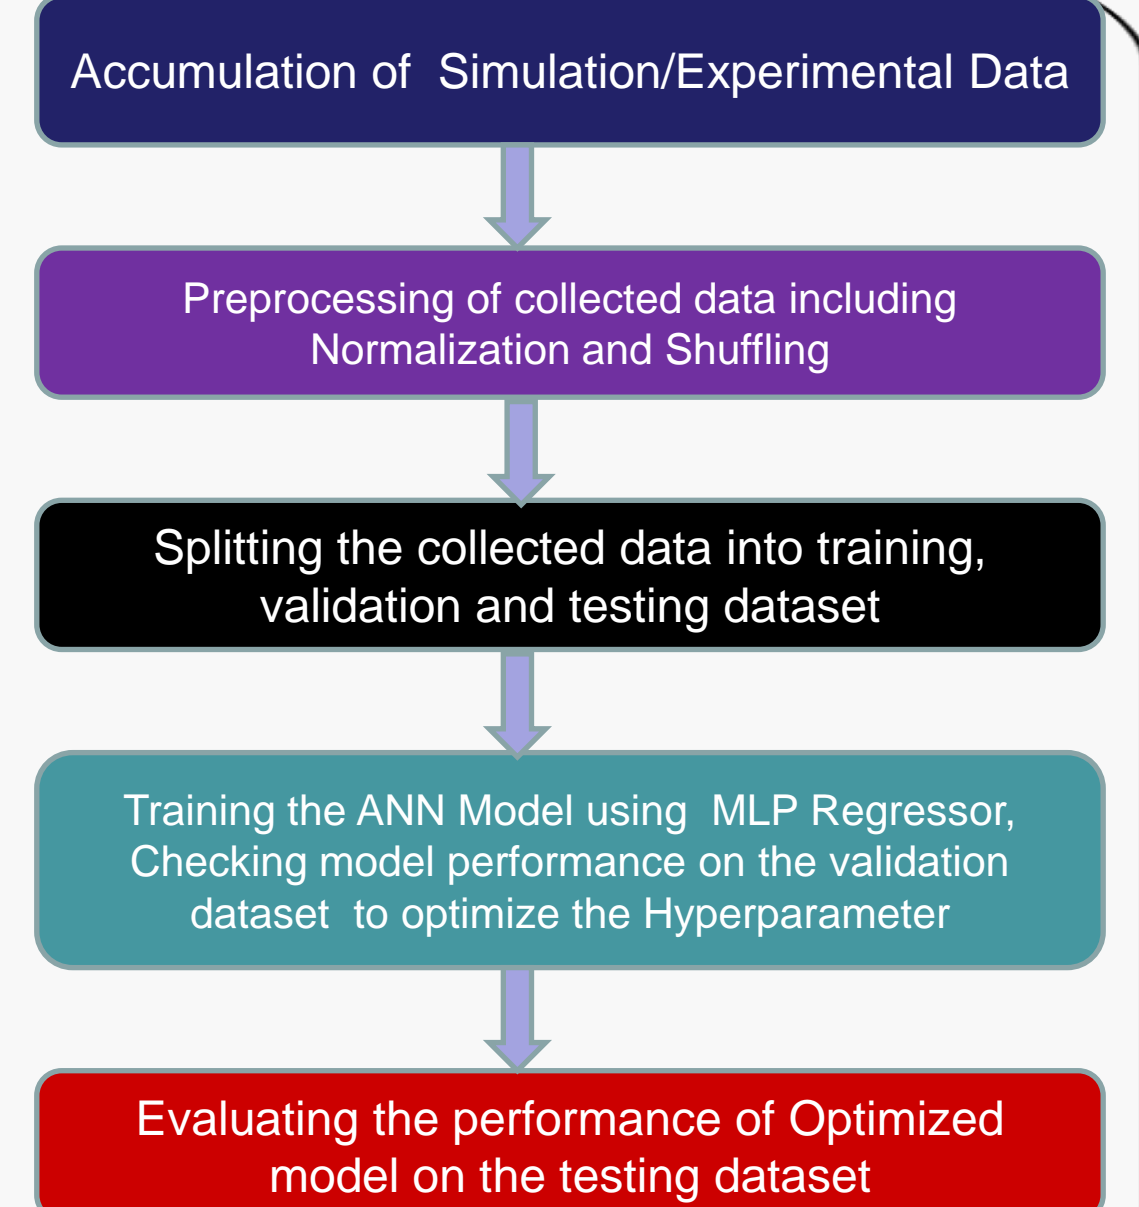 Accumulation of Simulation/Experimental Data
Preprocessing of collected data including
Normalization and Shuffling
Splitting the collected data into training,
validation and testing dataset
Training the ANN Model using MLP Regressor,
Checking model performance on the validation
dataset to optimize the Hyperparameter
Evaluating the performance of Optimized
model on the testing dataset